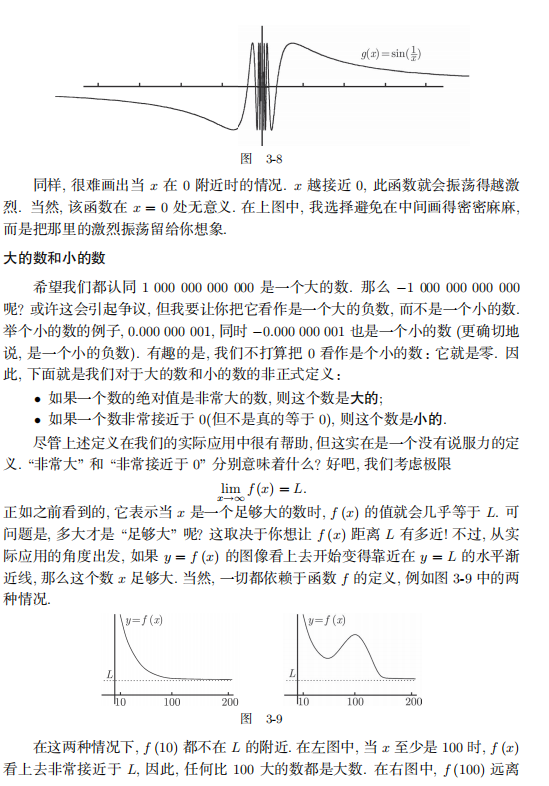 g(x)=sin(1/x)
图 3-8
同样, 很难画出当 x 在 0 附近时的情况. x 越接近 0, 此函数就会振荡得越激
烈. 当然, 该函数在 x = 0 处无意义. 在上图中, 我选择避免在中间画得密密麻麻,
而是把那里的激烈振荡留给你想象.
大的数和小的数
希望我们都认同 1 000 000 000 000 是一个大的数. 那么 −1 000 000 000 000
呢? 或许这会引起争议, 但我要让你把它看作是一个大的负数, 而不是一个小的数.
举个小的数的例子, 0.000 000 001, 同时 −0.000 000 001 也是一个小的数 (更确切地
说, 是一个小的负数). 有趣的是, 我们不打算把 0 看作是个小的数: 它就是零. 因
此, 下面就是我们对于大的数和小的数的非正式定义:
• 如果一个数的绝对值是非常大的数, 则这个数是大的;
• 如果一个数非常接近于 0(但不是真的等于 0), 则这个数是小的.
尽管上述定义在我们的实际应用中很有帮助, 但这实在是一个没有说服力的定
义. “非常大” 和 “非常接近于 0” 分别意味着什么? 好吧, 我们考虑极限
lim x→∞ f(x) = L.
正如之前看到的, 它表示当 x 是一个足够大的数时, f(x) 的值就会几乎等于 L. 可
问题是, 多大才是 “足够大” 呢? 这取决于你想让 f(x) 距离 L 有多近! 不过, 从实
际应用的角度出发, 如果 y = f(x) 的图像看上去开始变得靠近在 y = L 的水平渐
近线, 那么这个数 x 足够大. 当然, 一切都依赖于函数 f 的定义, 例如图 3-9 中的两
种情况.
y=f(x) y=f(x)
L L
10 100 200 10 100 200
图 3-9
在这两种情况下, f(10) 都不在 L 的附近. 在左图中, 当 x 至少是 100 时, f(x)
看上去非常接近于 L, 因此, 任何比 100 大的数都是大数. 在右图中, f(100) 远离